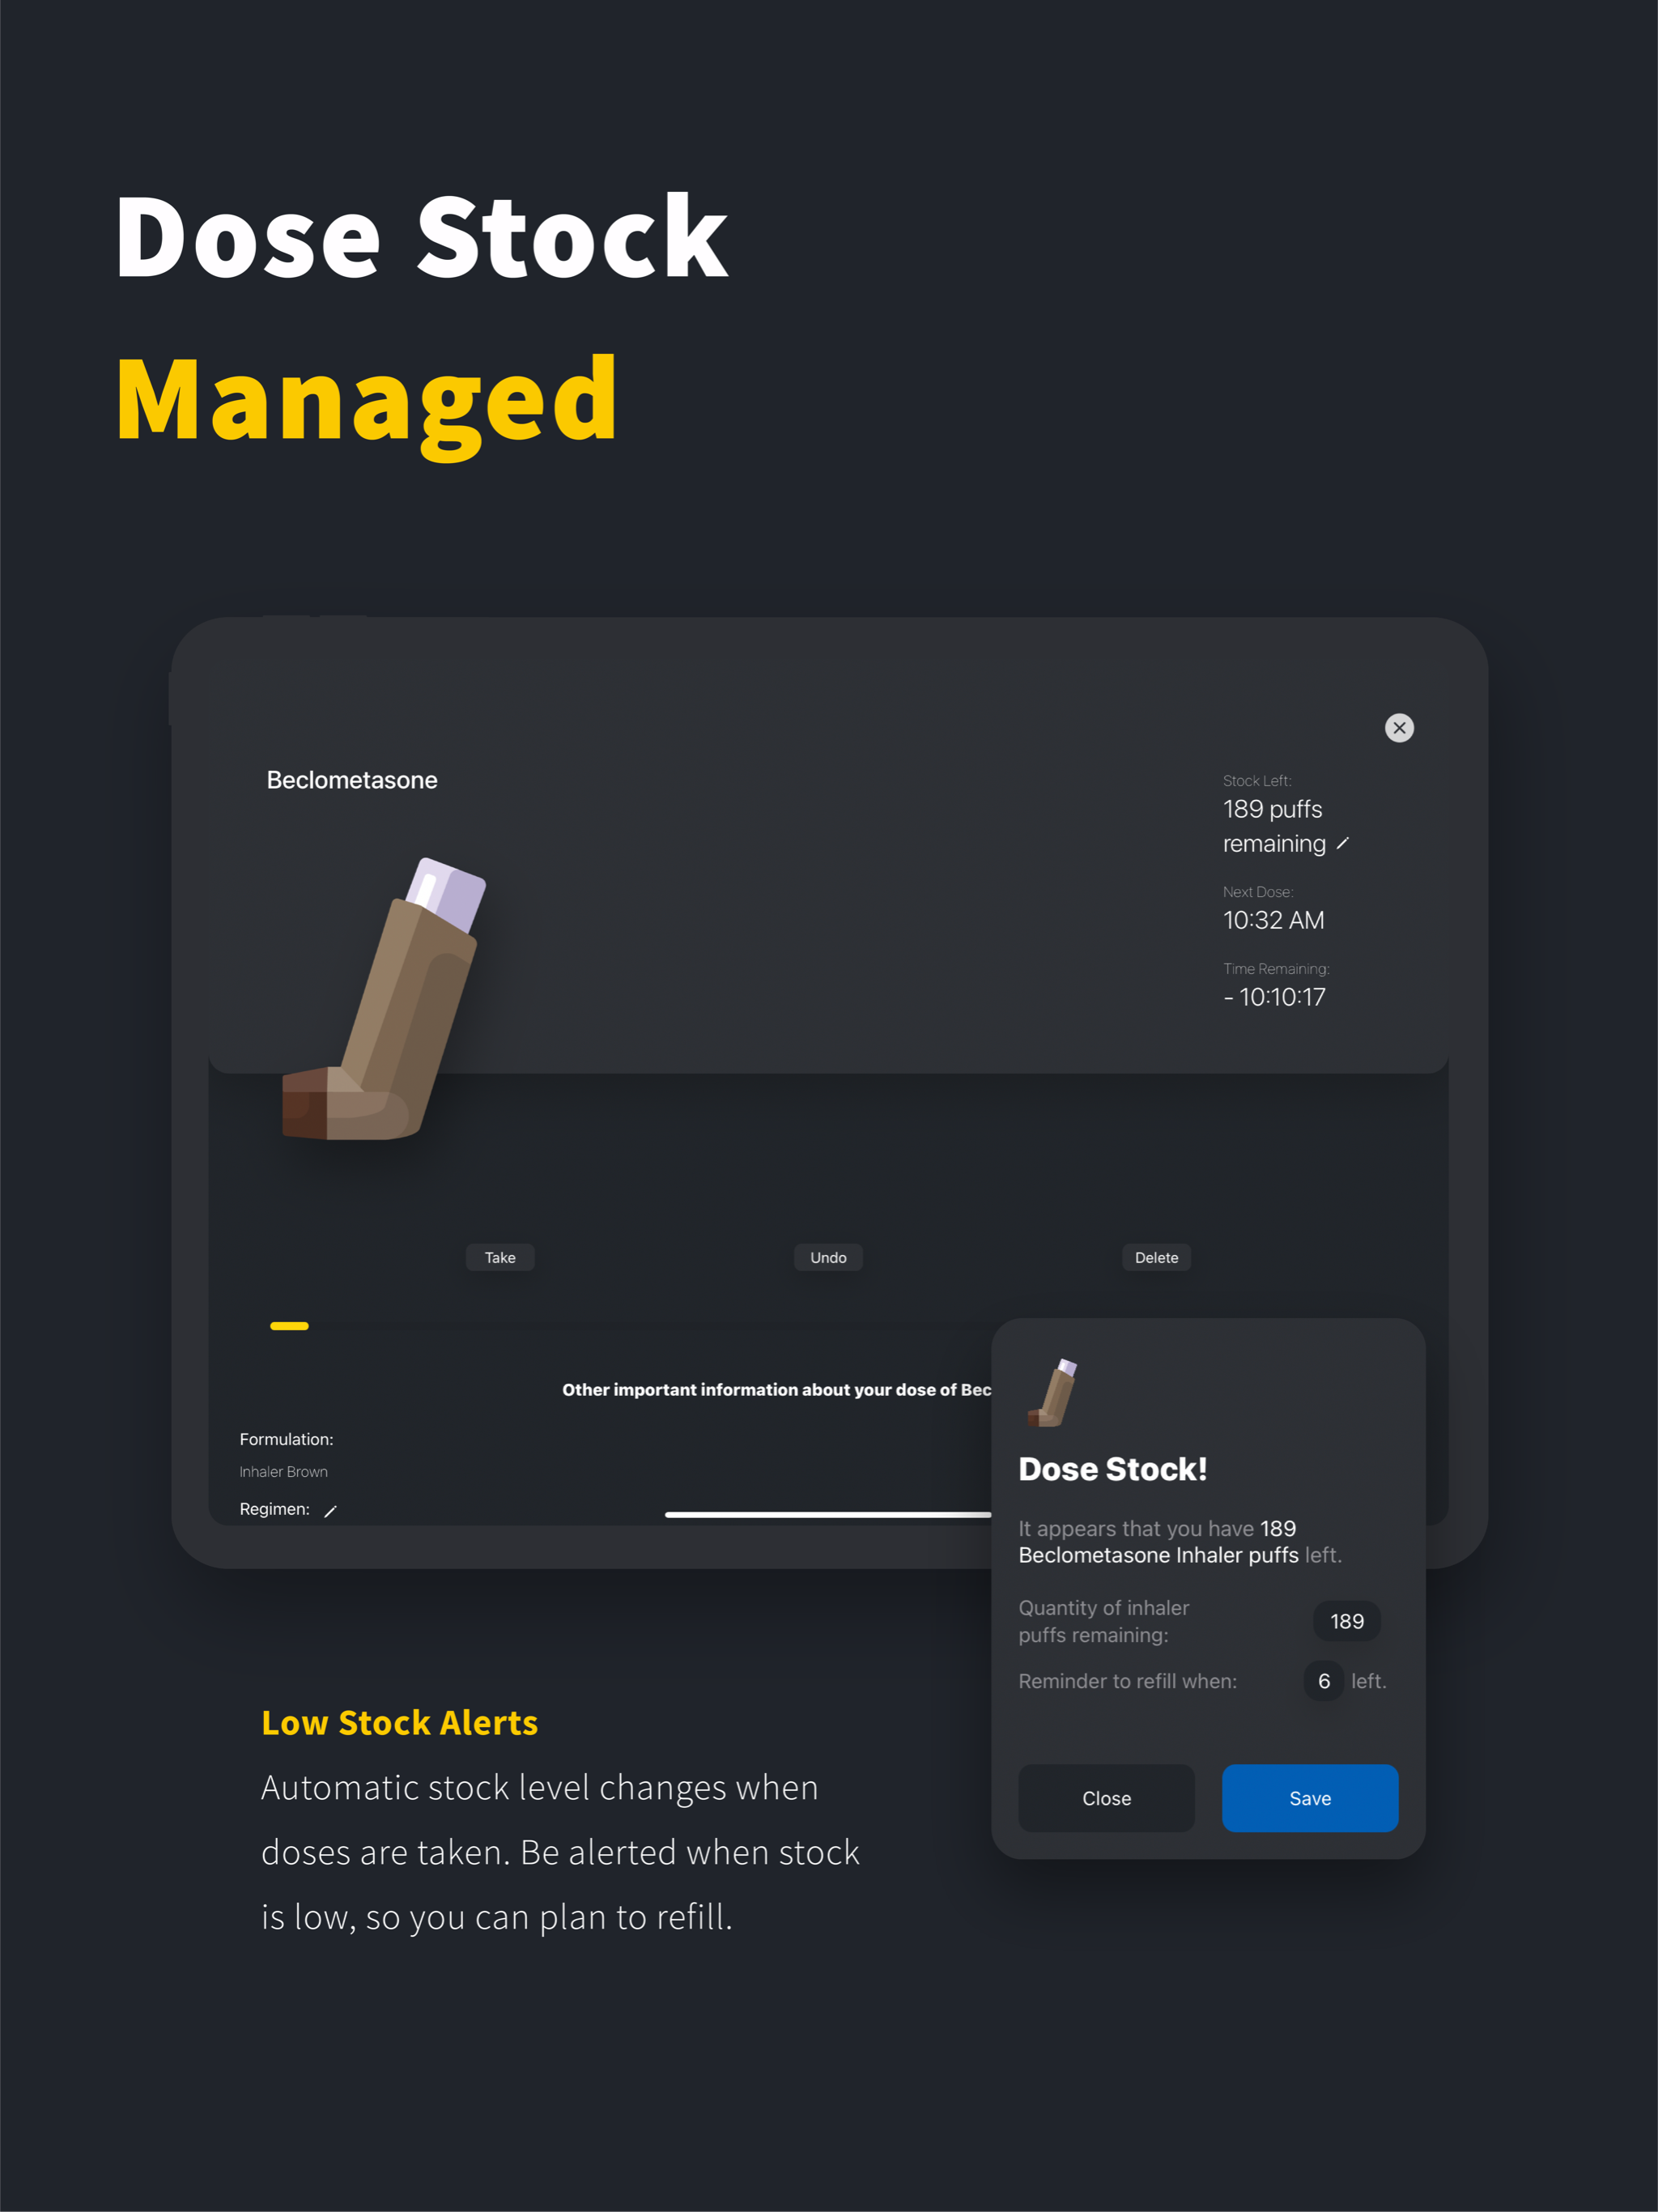 Dose Stock
Managed
Beclometasone
Stock Left:
189 puffs
remaining
Next Dose:
10:32 AM
Time Remaining:
- 10:10:17
Take
Undo
Delete
Other important information about your dose of Bec
Formulation:
Inhaler Brown
Regimen:
Dose Stock!
It appears that you have 189
Beclometasone Inhaler puffs left.
Quantity of inhaler
puffs remaining:
189
Reminder to refill when:
6 left.
Close
Save
Low Stock Alerts
Automatic stock level changes when
doses are taken. Be alerted when stock
is low, so you can plan to refill.